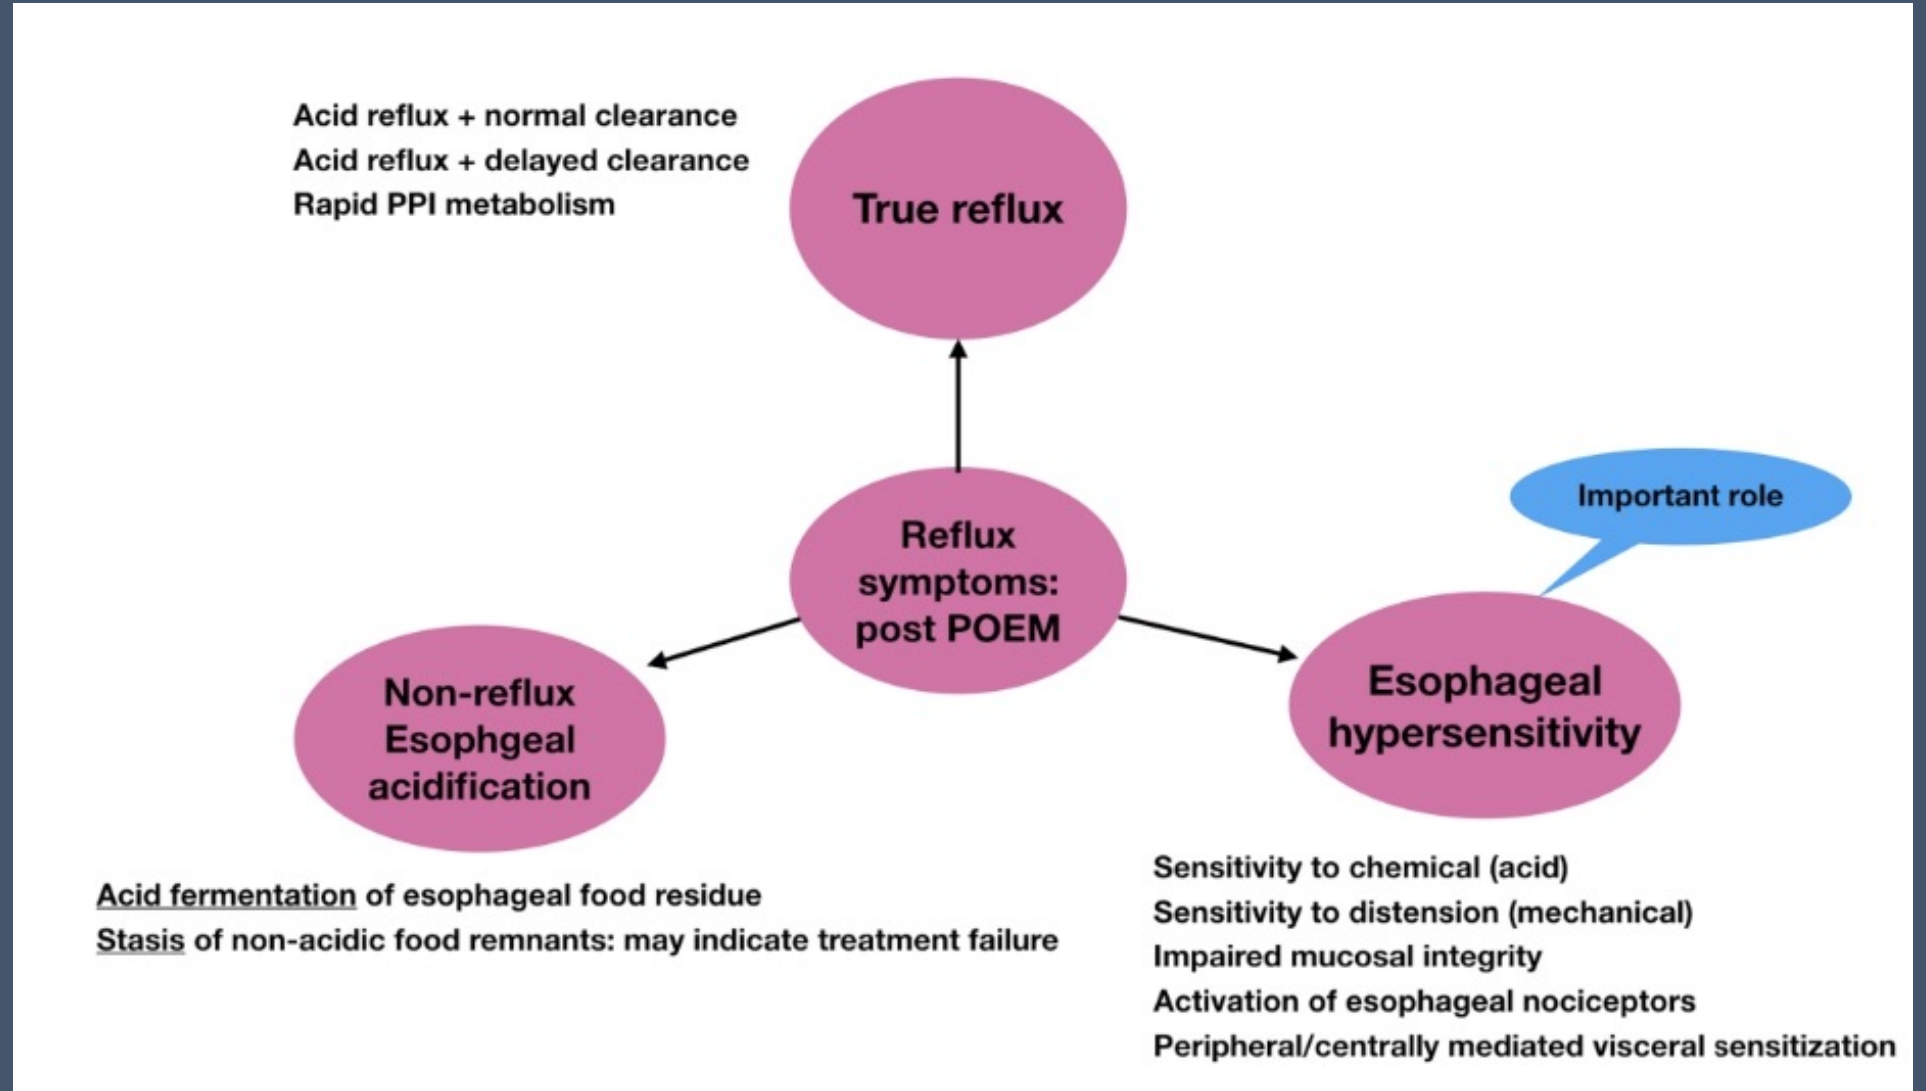 Acid reflux + normal clearance
Acid reflux + delayed clearance
Rapid PPI metabolism
True reflux
Important role
Reflux
symptoms:
post POEM
Non-reflux
Esophgeal
acidification
Esophageal
hypersensitivity
Acid fermentation of esophageal food residue
Stasis of non-acidic food remnants: may indicate treatment failure
Sensitivity to chemical (acid)
Sensitivity to distension (mechanical)
Impaired mucosal integrity
Activation of esophageal nociceptors
Peripheral/centrally mediated visceral sensitization